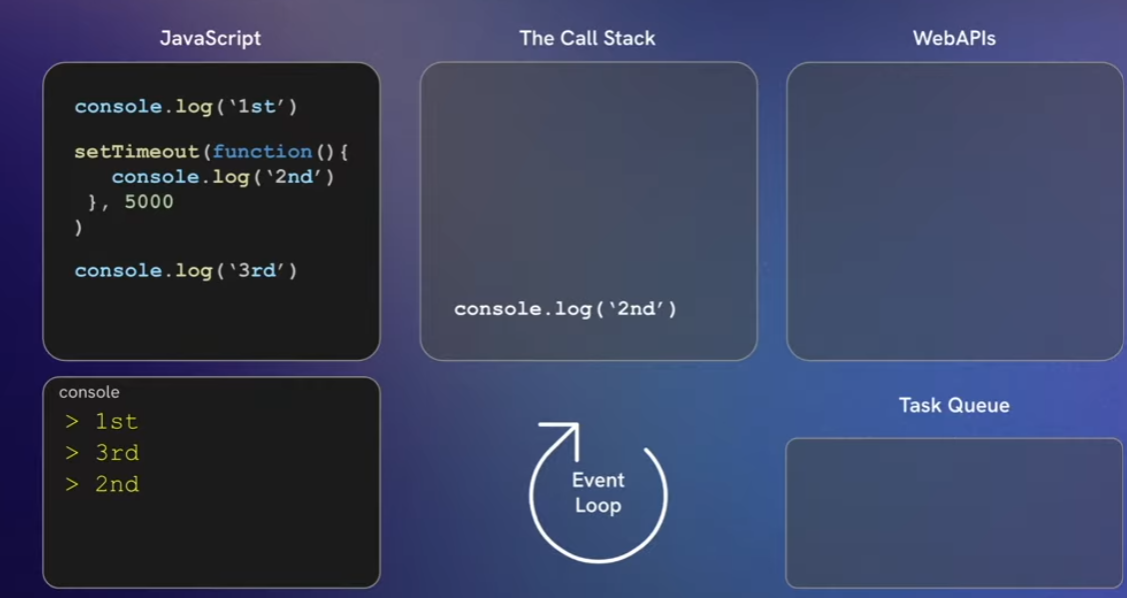 JavaScript
console.log(‘1st’)
setTimeout(function(){
console.log(‘2nd’)
}, 5000
)
console.log(‘3rd’)
The Call Stack
console.log(‘2nd’)
WebAPIs
console
> 1st
> 3rd
> 2nd
Event
Loop
Task Queue